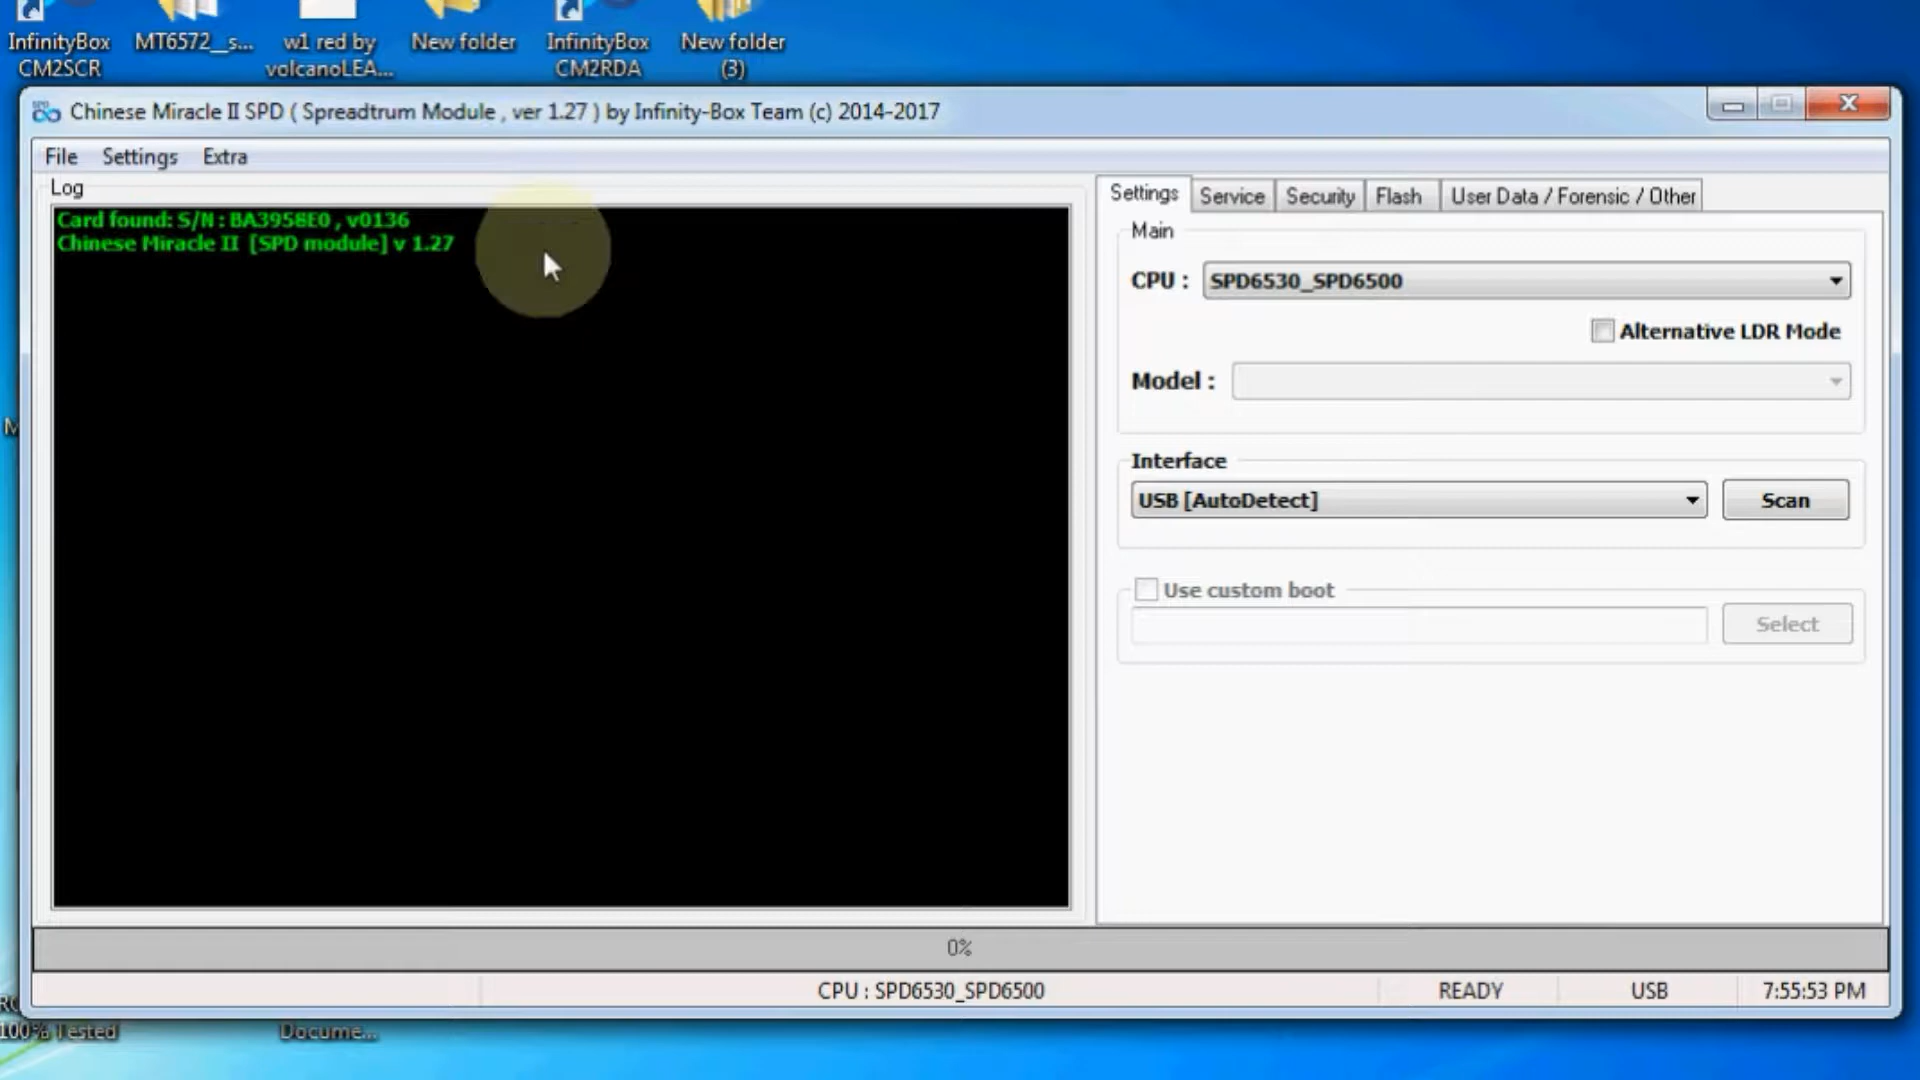 InfinityBox
CM2SCR
MT6572__s...
w1 red by
volcanoLEA...
New folder
InfinityBox
CM2RDA
New folder
(3)
Chinese Miracle II SPD ( Spreadtrum Module , ver 1.27 ) by Infinity-Box Team (c) 2014-2017
File Settings Extra
Log
Card found: S/N : BA3958E0 , v0136
Chinese Miracle II [SPD module] v 1.27
Settings Service Security Flash User Data / Forensic / Other
Main
CPU : SPD6530_SPD6500
Alternative LDR Mode
Model :
Interface
USB [AutoDetect] Scan
Use custom boot
Select
0%
CPU : SPD6530_SPD6500 READY USB 7:55:53 PM
100% Tested
Docume...